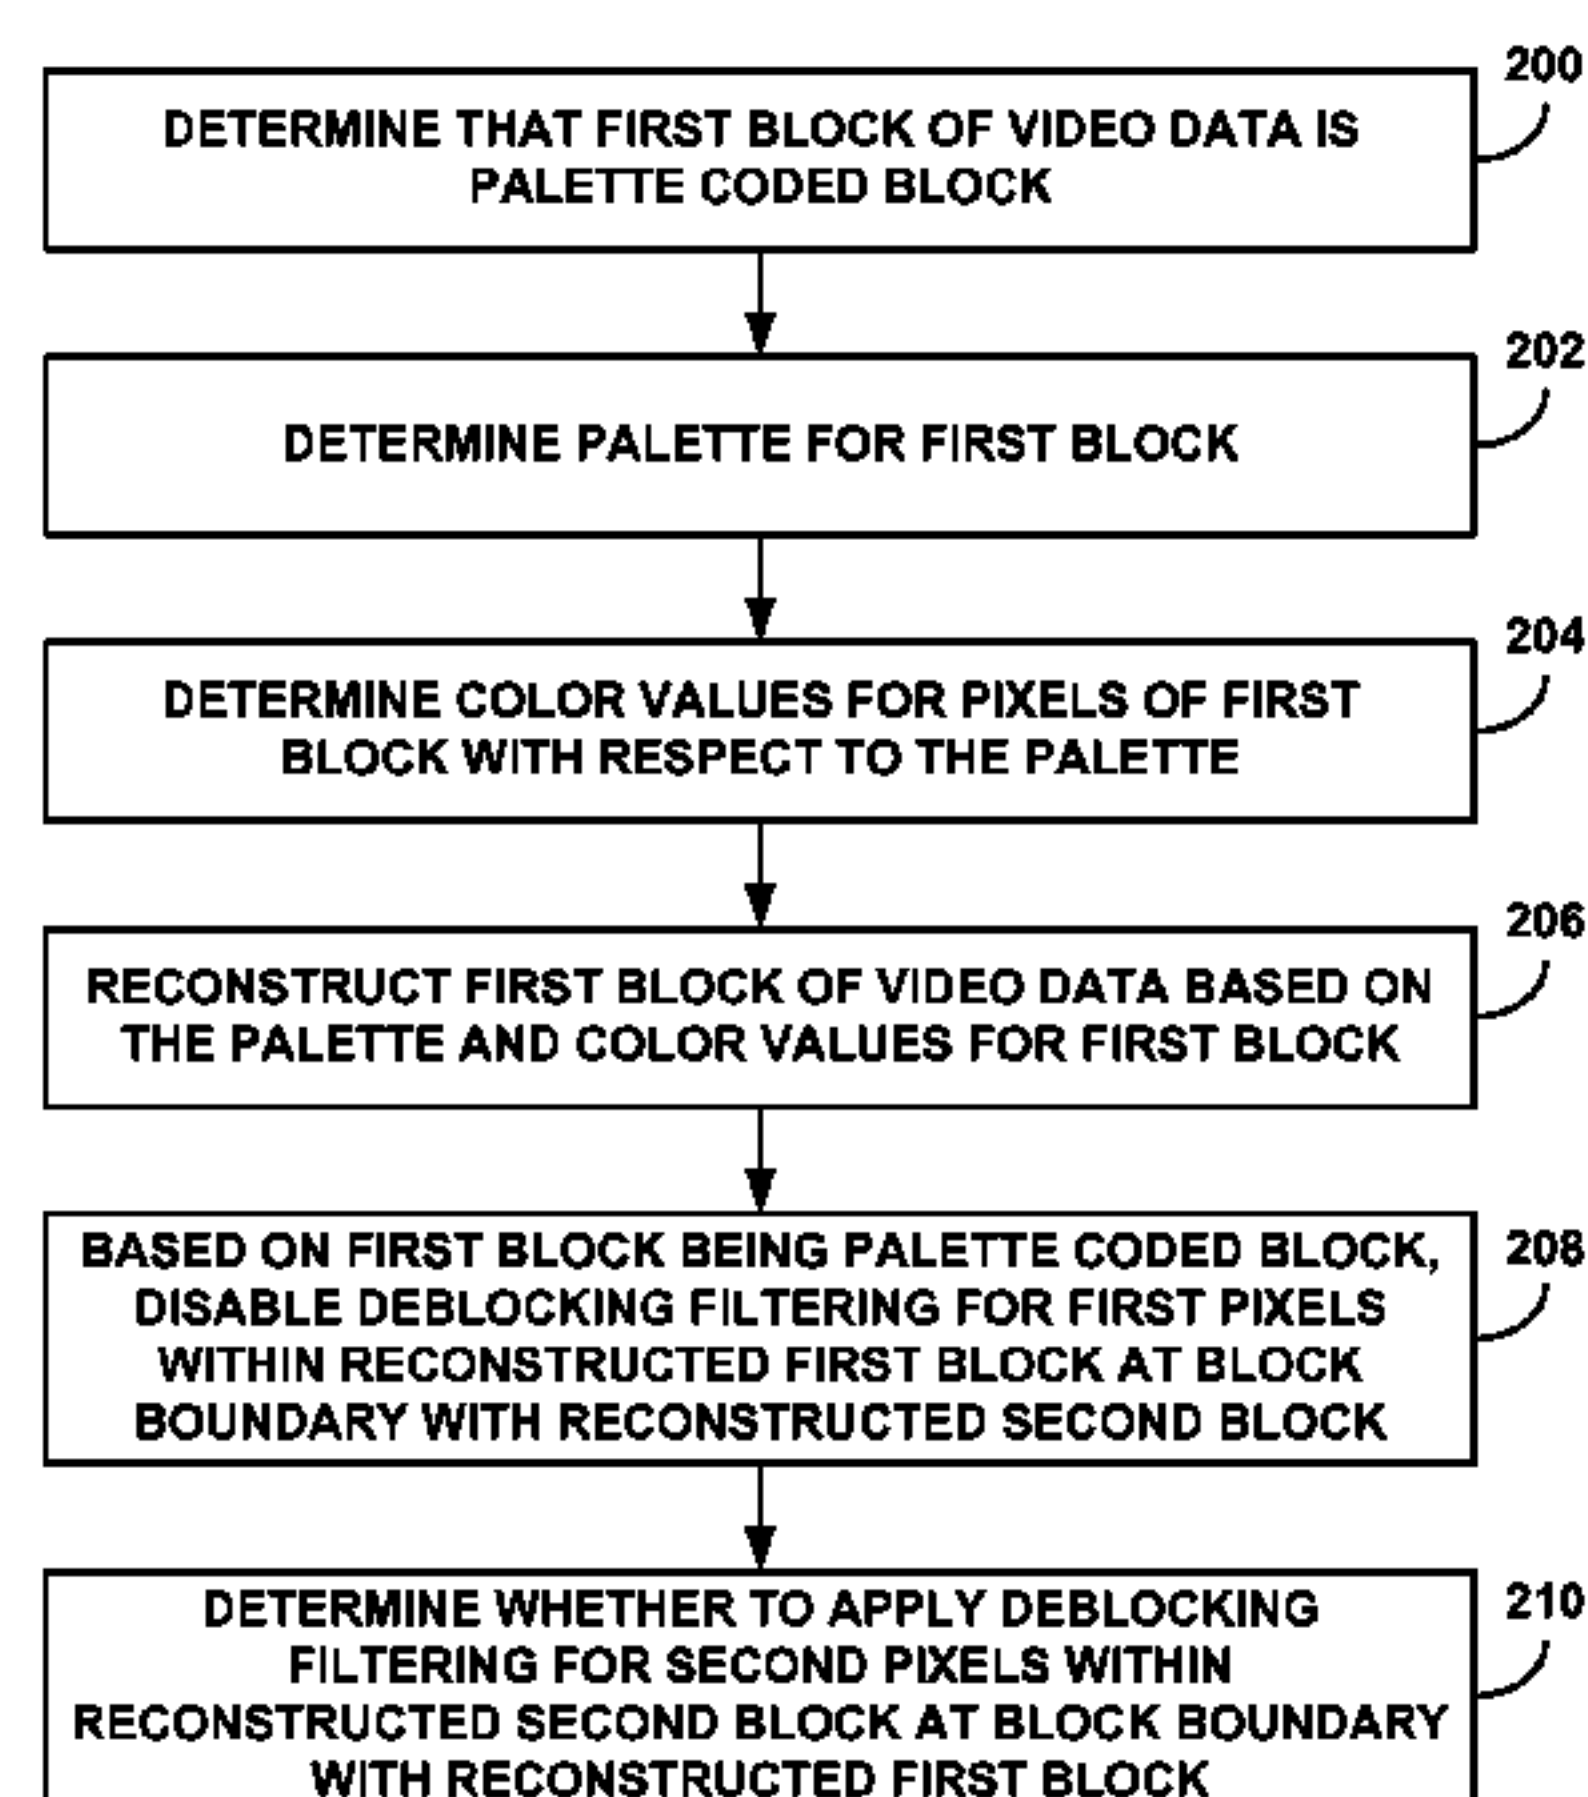 200
DETERMINE THAT FIRST BLOCK OF VIDEO DATA IS
PALETTE CODED BLOCK
202
DETERMINE PALETTE FOR FIRST BLOCK
204
DETERMINE COLOR VALUES FOR PIXELS OF FIRST
BLOCK WITH RESPECT TO THE PALETTE
206
RECONSTRUCT FIRST BLOCK OF VIDEO DATA BASED ON
THE PALETTE AND COLOR VALUES FOR FIRST BLOCK
208
BASED ON FIRST BLOCK BEING PALETTE CODED BLOCK,
DISABLE DEBLOCKING FILTERING FOR FIRST PIXELS
WITHIN RECONSTRUCTED FIRST BLOCK AT BLOCK
BOUNDARY WITH RECONSTRUCTED SECOND BLOCK
210
DETERMINE WHETHER TO APPLY DEBLOCKING
FILTERING FOR SECOND PIXELS WITHIN
RECONSTRUCTED SECOND BLOCK AT BLOCK BOUNDARY
WITH RECONSTRUCTED FIRST BLOCK